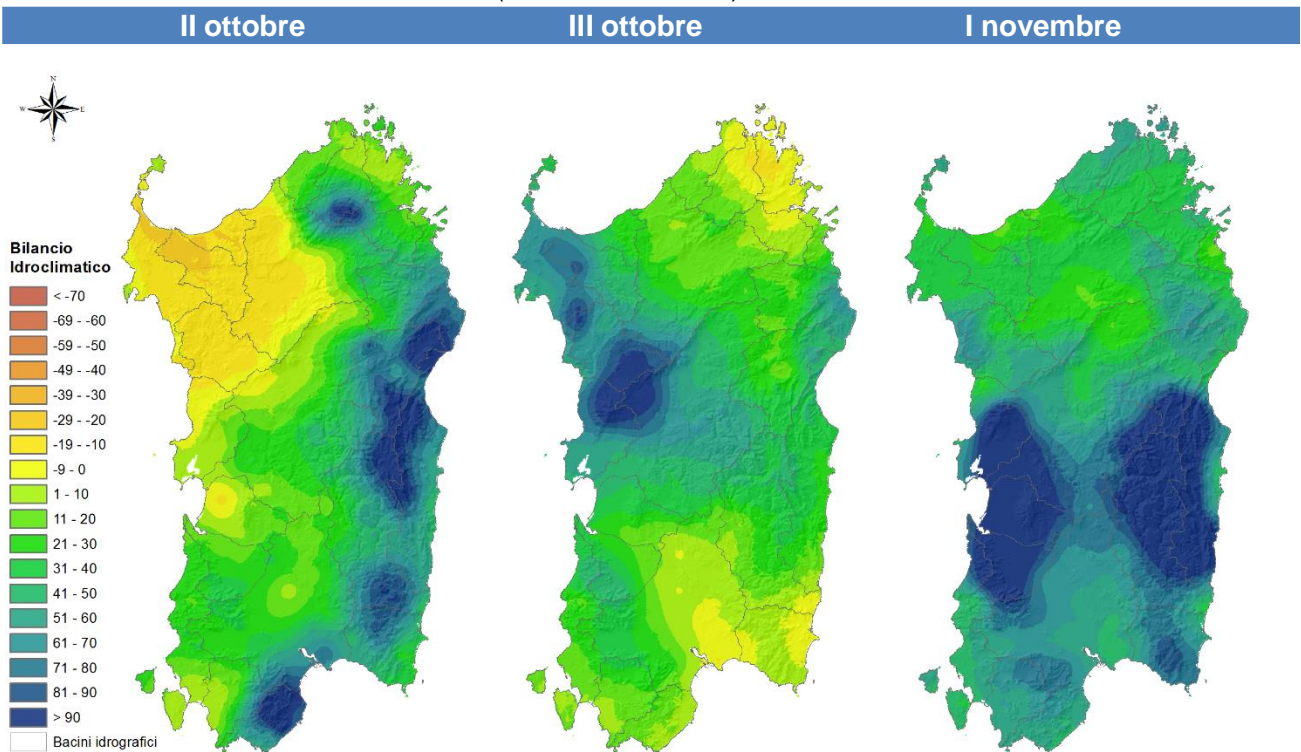 II ottobre
III ottobre
I novembre
N
W
E
S
Bilancio
Idroclimatico
< -70
-69 - -60
-59 - -50
-49 - -40
-39 - -30
-29 - -20
-19 - -10
-9 - 0
1 - 10
11 - 20
21 - 30
31 - 40
41 - 50
51 - 60
61 - 70
71 - 80
81 - 90
> 90
Bacini idrografici